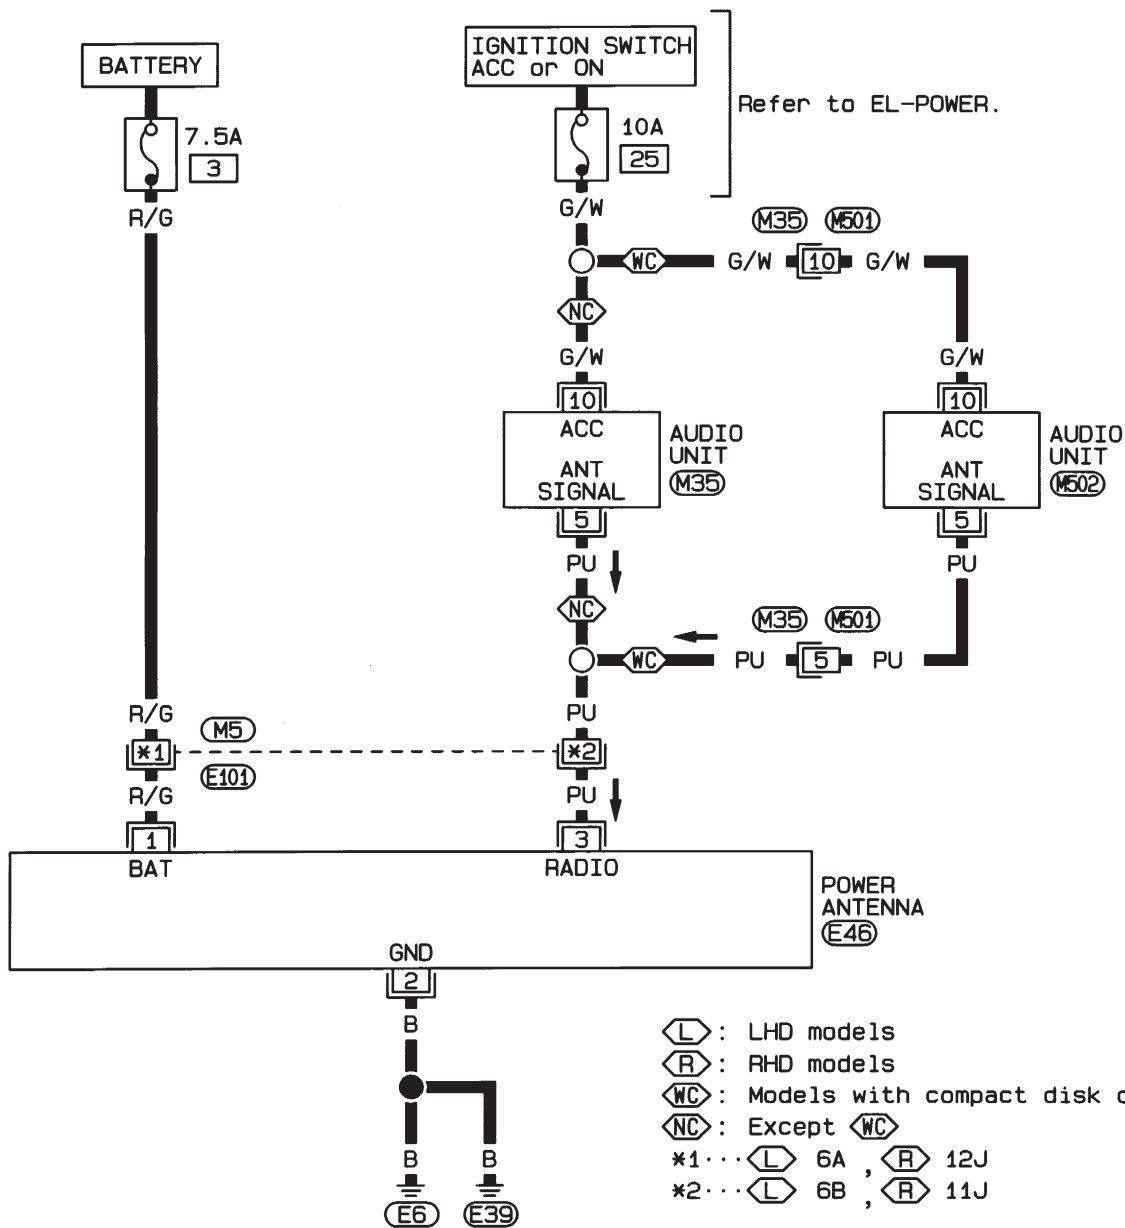 BATTERY
7.5A
3
R/G
IGNITION SWITCH
ACC or ON
10A
25
Refer to EL-POWER.
G/W
M35 M501
WC G/W 10 G/W
NC
G/W
G/W
10
ACC
ANT
SIGNAL
5
AUDIO
UNIT
M35
10
ACC
ANT
SIGNAL
5
AUDIO
UNIT
M502
PU
PU
NC
M35 M501
WC PU 5 PU
R/G
PU
M5
*1
*2
E101
R/G
PU
1
3
BAT
RADIO
POWER
ANTENNA
E46
GND
2
B
B
B
E6
E39
L : LHD models
R : RHD models
WC : Models with compact disk
NC : Except WC
*1··· L 6A , R 12J
*2··· L 6B , R 11J